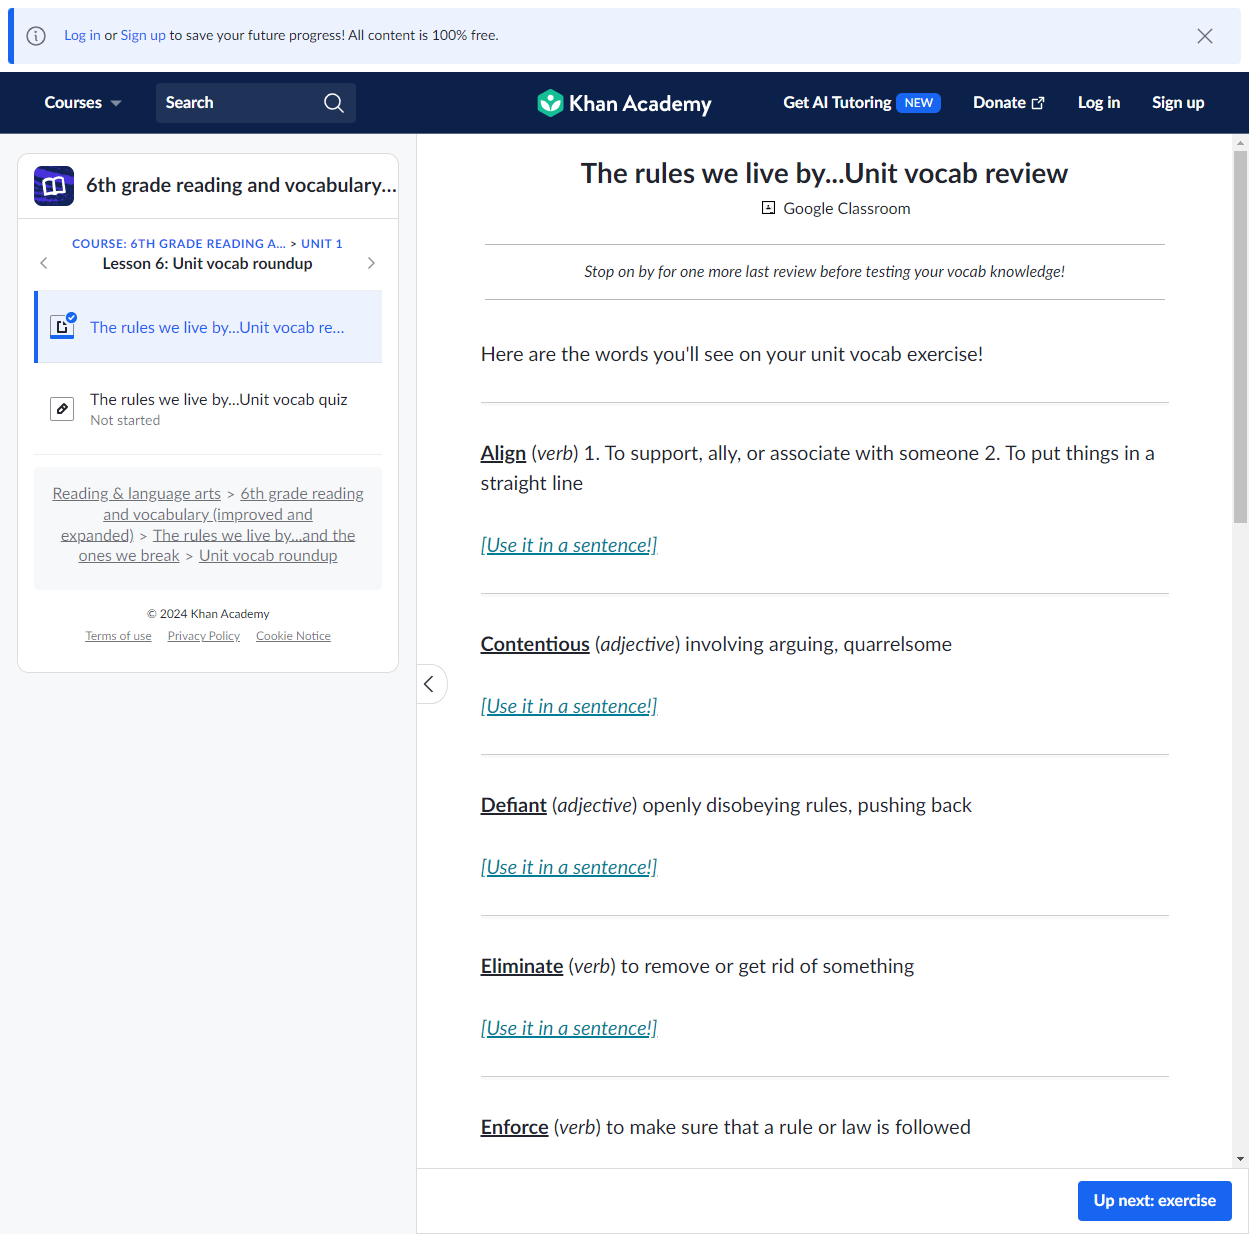 Log in or Sign up to save your future progress! All content is 100% free.
Courses
Search
Khan Academy
Get AI Tutoring NEW
Donate
Log in
Sign up
6th grade reading and vocabulary...
COURSE: 6TH GRADE READING A... > UNIT 1
Lesson 6: Unit vocab roundup
The rules we live by...Unit vocab re...
The rules we live by...Unit vocab quiz
Not started
Reading & language arts > 6th grade reading
and vocabulary (improved and
expanded) > The rules we live by...and the
ones we break > Unit vocab roundup
© 2024 Khan Academy
Terms of use Privacy Policy Cookie Notice
The rules we live by...Unit vocab review
Google Classroom
Stop on by for one more last review before testing your vocab knowledge!
Here are the words you'll see on your unit vocab exercise!
Align (verb) 1. To support, ally, or associate with someone 2. To put things in a
straight line
[Use it in a sentence!]
Contentious (adjective) involving arguing, quarrelsome
[Use it in a sentence!]
Defiant (adjective) openly disobeying rules, pushing back
[Use it in a sentence!]
Eliminate (verb) to remove or get rid of something
[Use it in a sentence!]
Enforce (verb) to make sure that a rule or law is followed
Up next: exercise